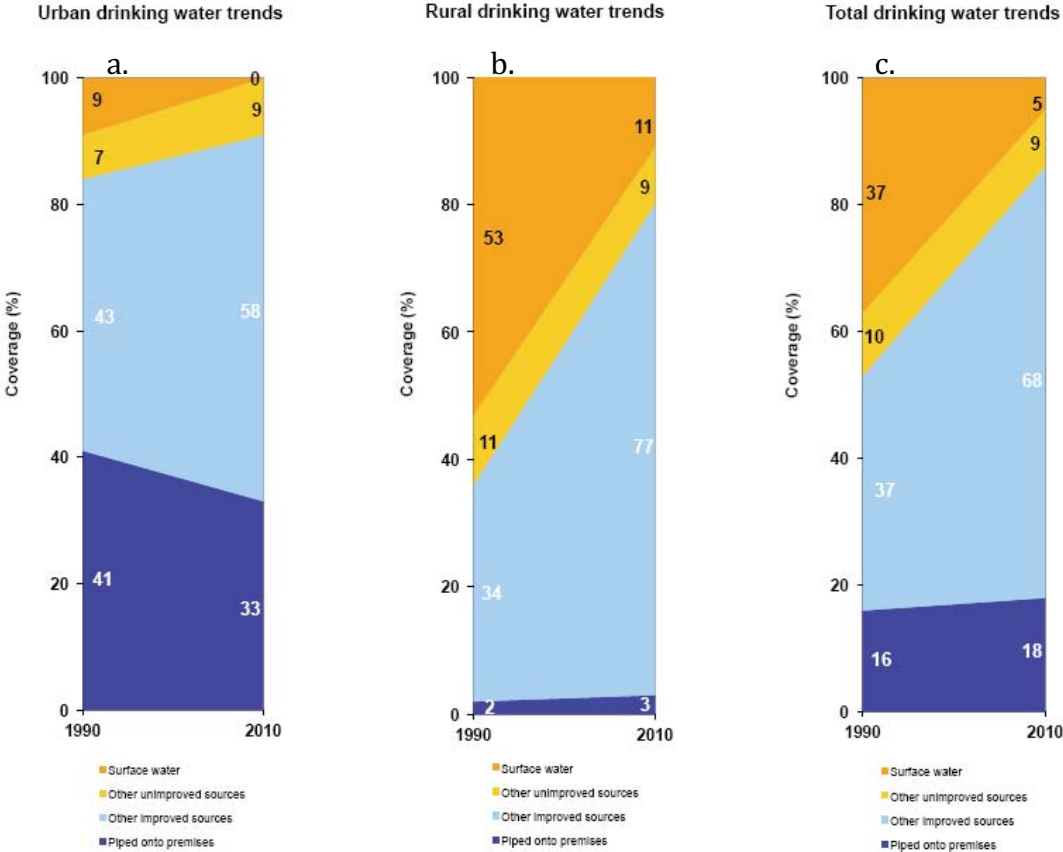 Urban drinking water trends
a.
100
80
60
40
20
0
Coverage (%)
9
7
43
41
0
9
58
33
1990
2010
Surface water
Other unimproved sources
Other improved sources
Piped onto premises
Rural drinking water trends
b.
100
80
60
40
20
0
Coverage (%)
53
11
34
2
11
9
77
3
1990
2010
Surface water
Other unimproved sources
Other improved sources
Piped onto premises
Total drinking water trends
c.
100
80
60
40
20
0
Coverage (%)
37
10
37
16
5
9
68
18
1990
2010
Surface water
Other unimproved sources
Other improved sources
Piped onto premises